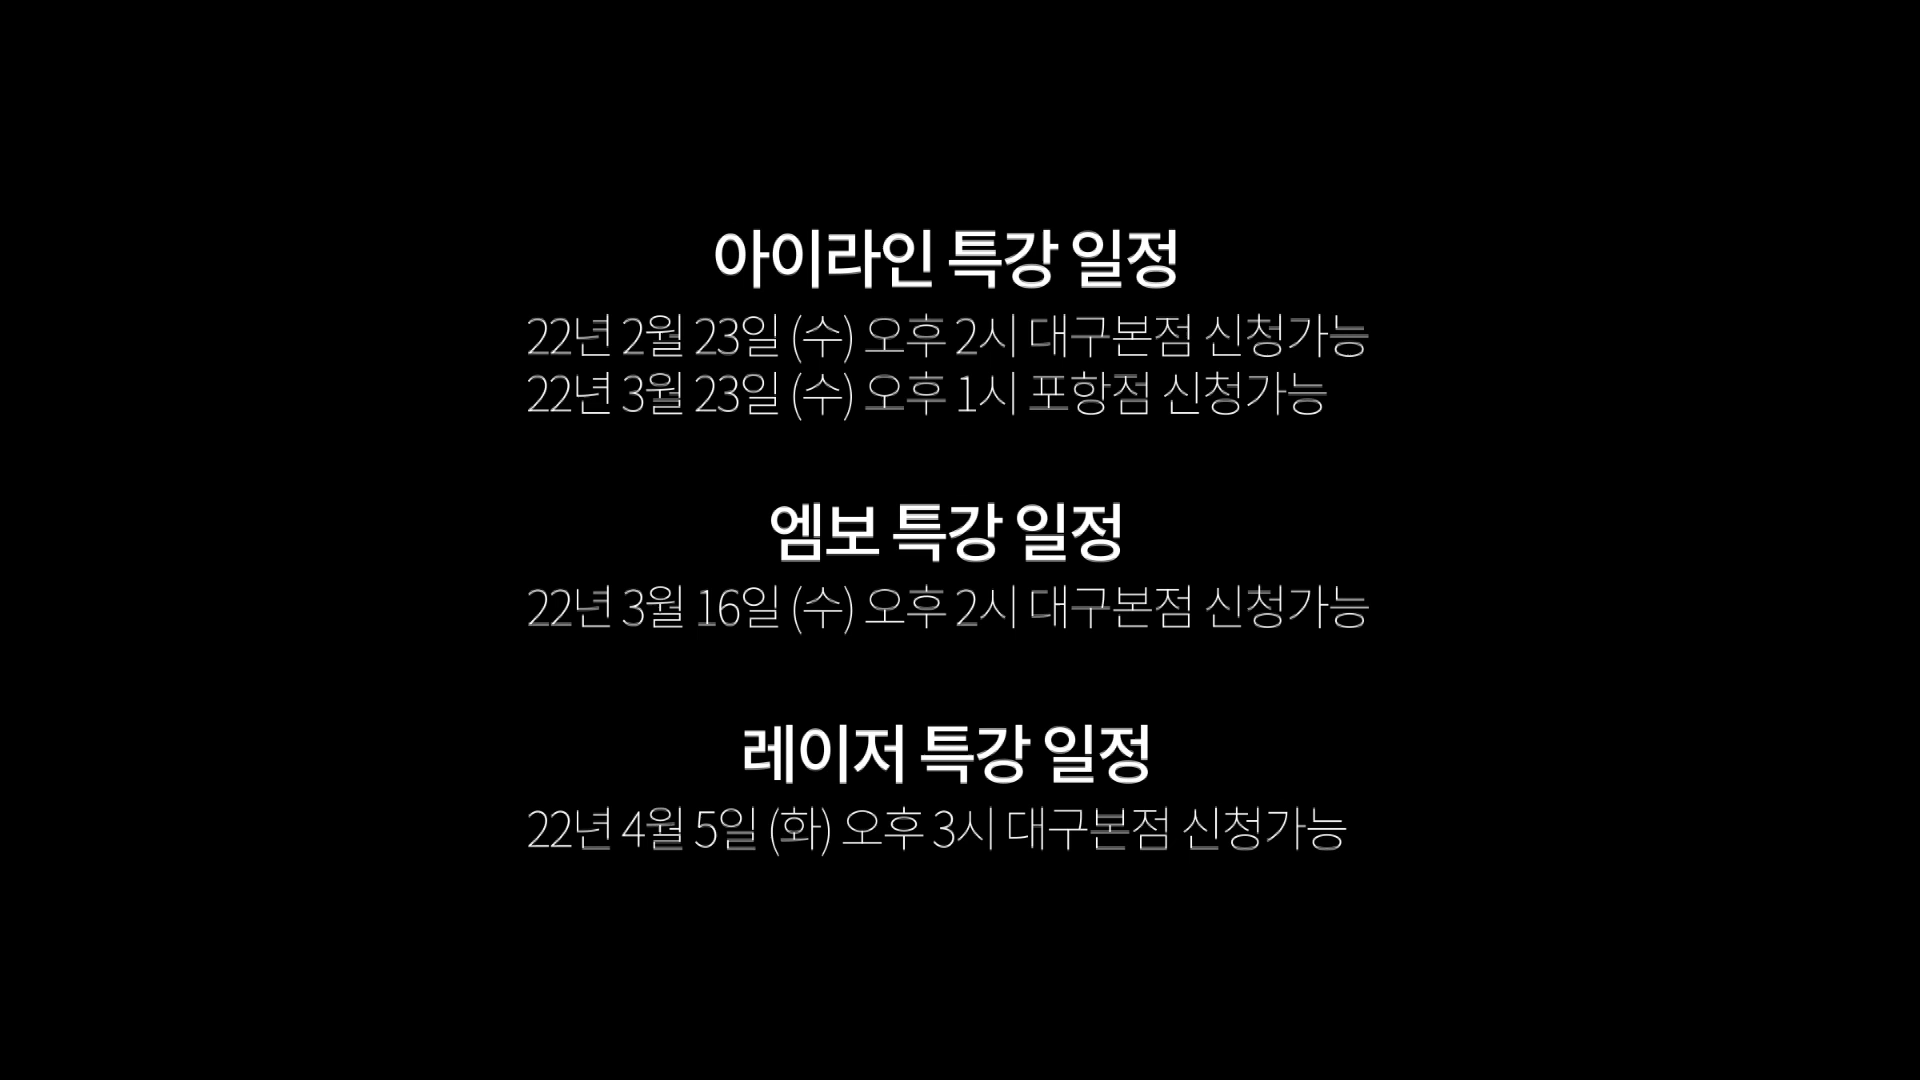 아이라인 특강 일정
22년 2월 23일 (수) 오후 2시 대구본점 신청가능
22년 3월 23일 (수) 오후 1시 포항점 신청가능
엠보 특강 일정
22년 3월 16일 (수) 오후 2시 대구본점 신청가능
레이저 특강 일정
22년 4월 5일 (화) 오후 3시 대구본점 신청가능